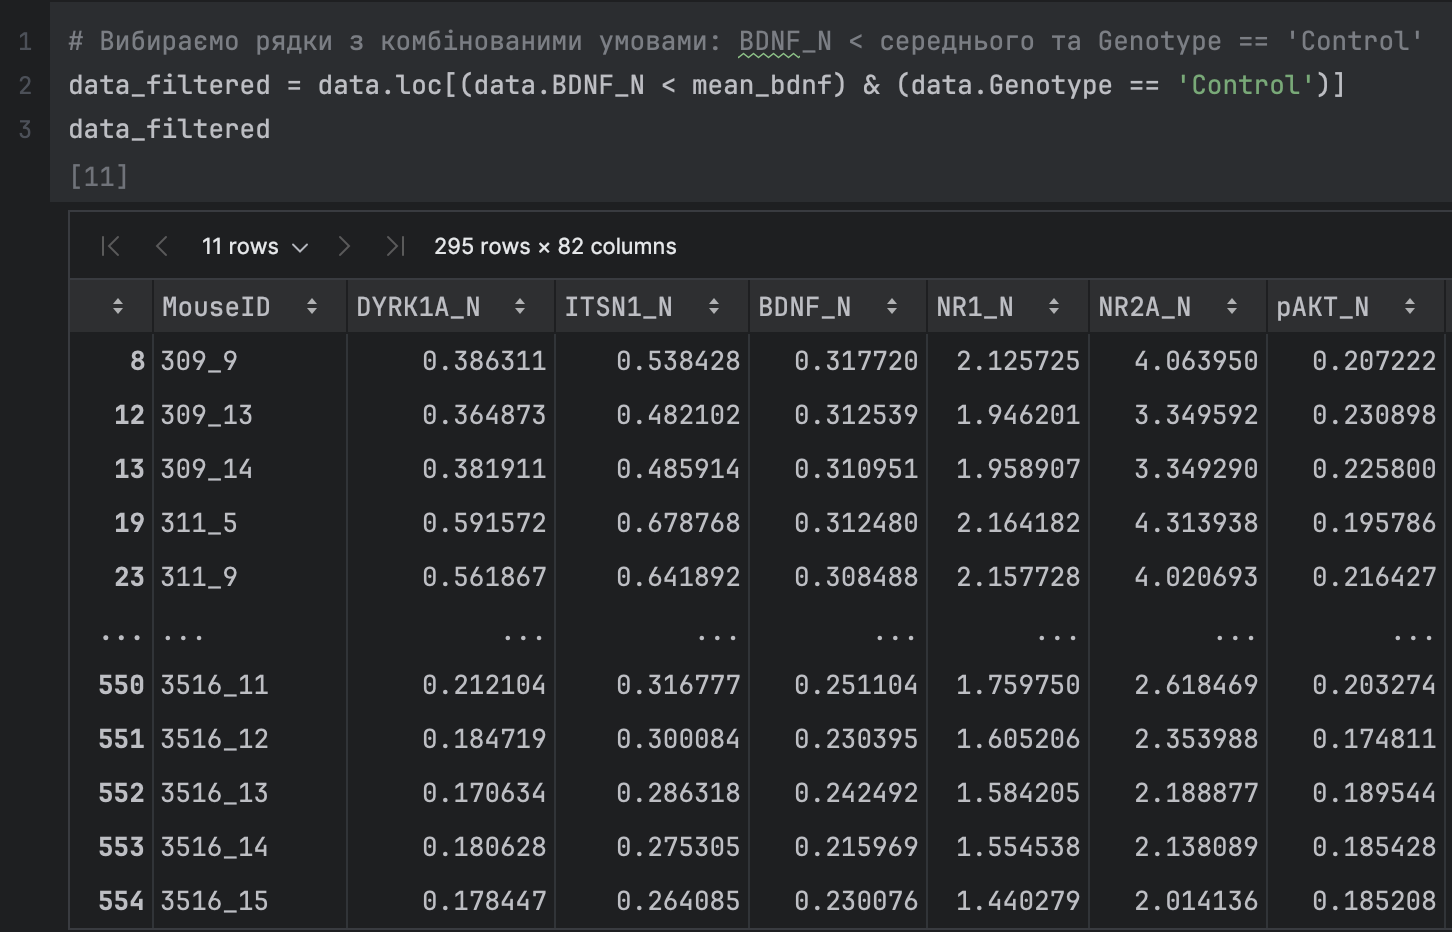 1 # Вибираємо рядки з комбінованими умовами: BDNF_N < середнього та Genotype == 'Control'
2 data_filtered = data.loc[(data.BDNF_N < mean_bdnf) & (data.Genotype == 'Control')]
3 data_filtered
[11]
11 rows 295 rows × 82 columns
MouseID DYRK1A_N ITSN1_N BDNF_N NR1_N NR2A_N pAKT_N
8 309_9 0.386311 0.538428 0.317720 2.125725 4.063950 0.207222
12 309_13 0.364873 0.482102 0.312539 1.946201 3.349592 0.230898
13 309_14 0.381911 0.485914 0.310951 1.958907 3.349290 0.225800
19 311_5 0.591572 0.678768 0.312480 2.164182 4.313938 0.195786
23 311_9 0.561867 0.641892 0.308488 2.157728 4.020693 0.216427
... ... ... ... ... ... ... ...
550 3516_11 0.212104 0.316777 0.251104 1.759750 2.618469 0.203274
551 3516_12 0.184719 0.300084 0.230395 1.605206 2.353988 0.174811
552 3516_13 0.170634 0.286318 0.242492 1.584205 2.188877 0.189544
553 3516_14 0.180628 0.275305 0.215969 1.554538 2.138089 0.185428
554 3516_15 0.178447 0.264085 0.230076 1.440279 2.014136 0.185208